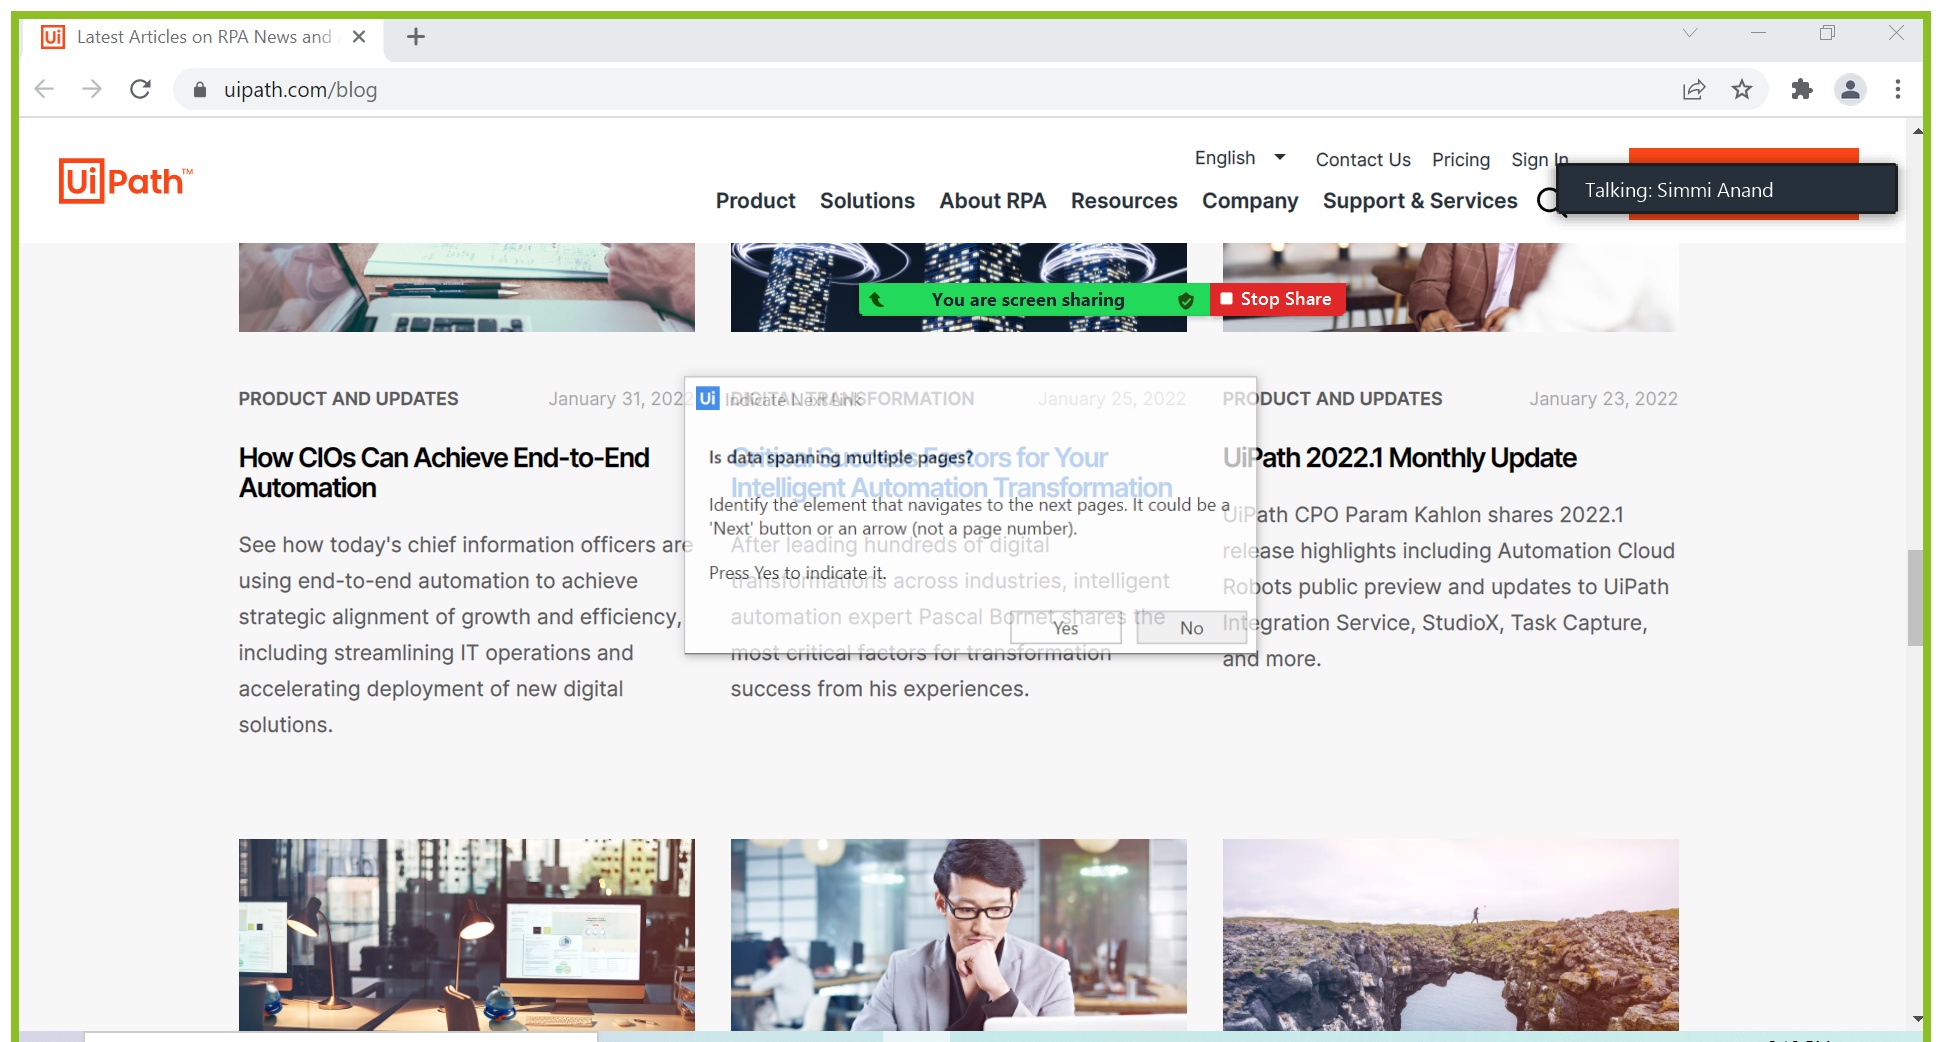 Ui Latest Articles on RPA News and
uipath.com/blog
UiPath™
English Contact Us Pricing Sign In
Talking: Simmi Anand
Product Solutions About RPA Resources Company Support & Services
You are screen sharing Stop Share
PRODUCT AND UPDATES January 31, 2022
How CIOs Can Achieve End-to-End
Automation
See how today's chief information officers are
using end-to-end automation to achieve
strategic alignment of growth and efficiency,
including streamlining IT operations and
accelerating deployment of new digital
solutions.
DIGITAL TRANSFORMATION January 25, 2022
Critical Success Factors for Your
Intelligent Automation Transformation
After leading hundreds of digital
transformations across industries, intelligent
automation expert Pascal Bornet shares the
most critical factors for transformation
success from his experiences.
Ui Indicate Next Link
Is data spanning multiple pages?
Identify the element that navigates to the next pages. It could be a
'Next' button or an arrow (not a page number).
Press Yes to indicate it.
Yes No
PRODUCT AND UPDATES January 23, 2022
UiPath 2022.1 Monthly Update
UiPath CPO Param Kahlon shares 2022.1
release highlights including Automation Cloud
Robots public preview and updates to UiPath
Integration Service, StudioX, Task Capture,
and more.